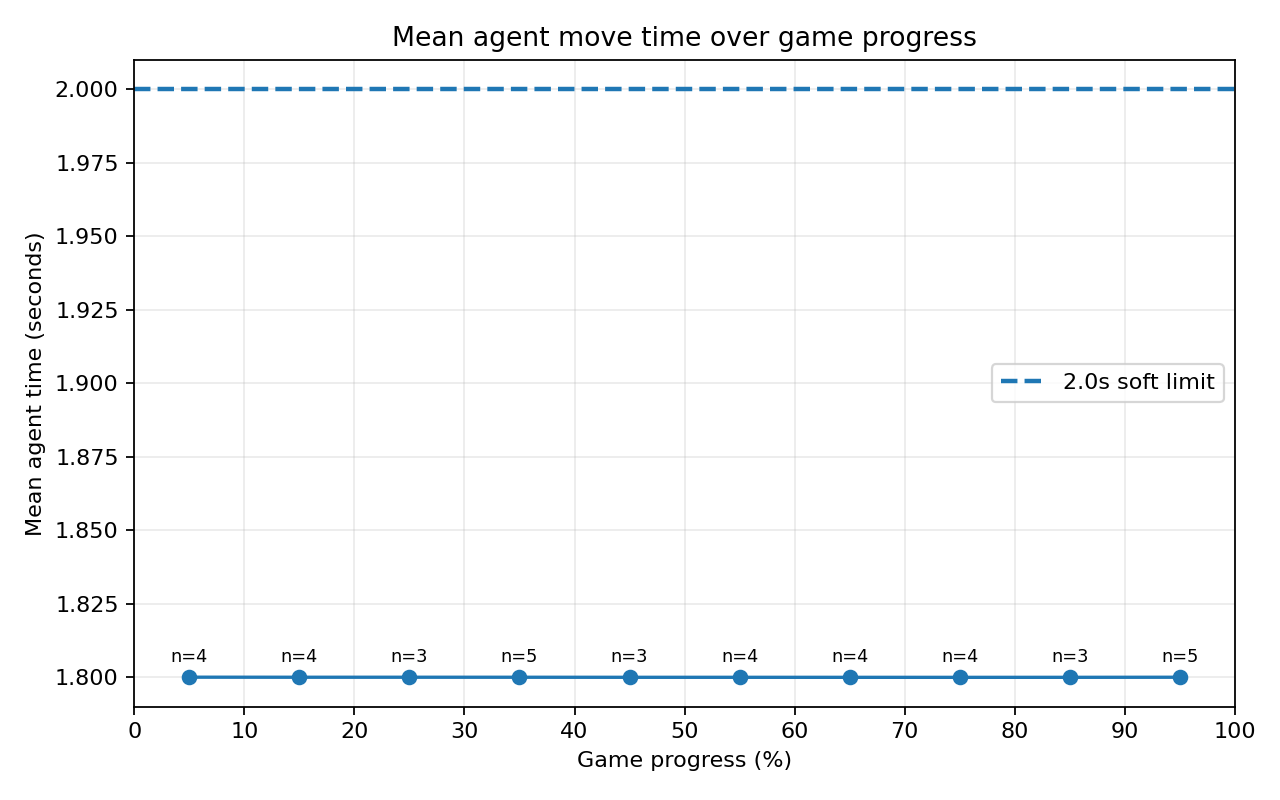 Mean agent move time over game progress
Mean agent time (seconds)
2.000
1.975
1.950
1.925
1.900
1.875
1.850
1.825
1.800
2.0s soft limit
n=4 n=4 n=3 n=5 n=3 n=4 n=4 n=4 n=3 n=5
0 10 20 30 40 50 60 70 80 90 100
Game progress (%)